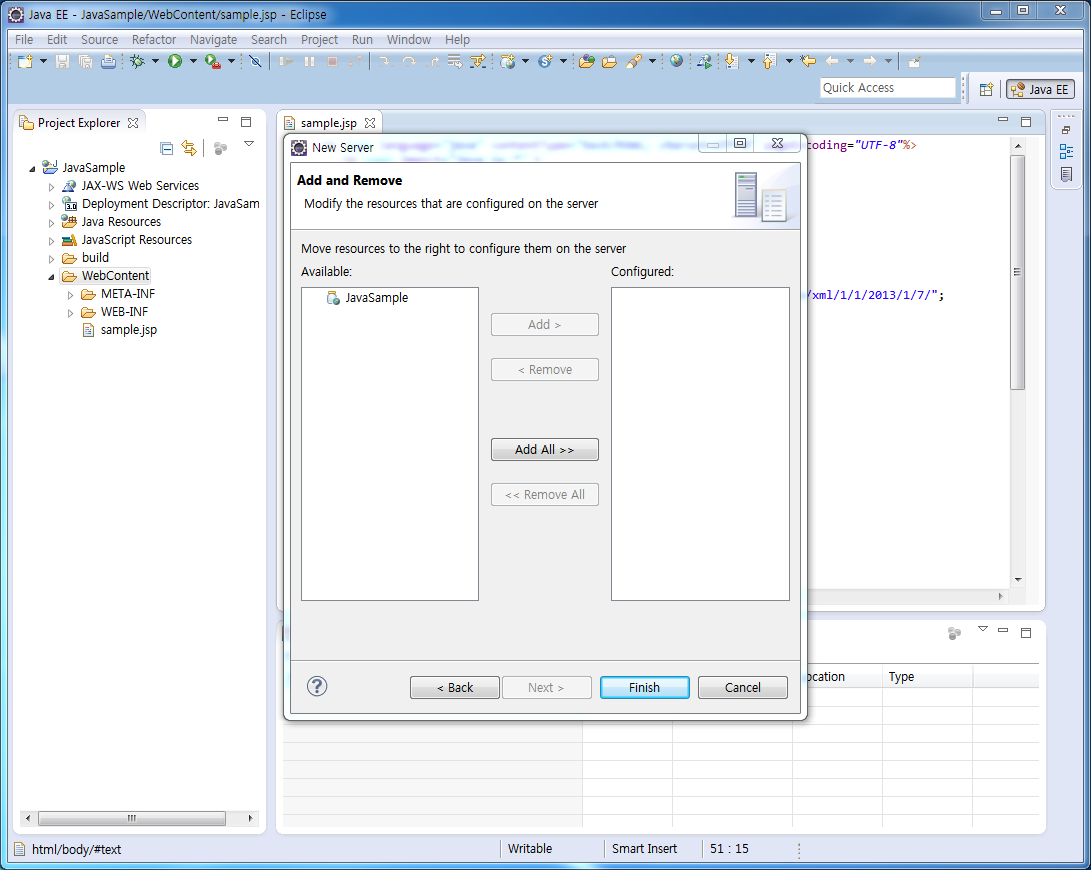 Java EE - JavaSample/WebContent/sample.jsp - Eclipse
File Edit Source Refactor Navigate Search Project Run Window Help
Quick Access
Java EE
Project Explorer
JavaSample
JAX-WS Web Services
Deployment Descriptor: JavaSam
Java Resources
JavaScript Resources
build
WebContent
META-INF
WEB-INF
sample.jsp
sample.jsp
coding="UTF-8"%>
/xml/1/1/2013/1/7/";
New Server
Add and Remove
Modify the resources that are configured on the server
Move resources to the right to configure them on the server
Available:
Configured:
JavaSample
Add >
< Remove
Add All >>
<< Remove All
< Back
Next >
Finish
Cancel
ocation
Type
html/body/#text
Writable
Smart Insert
51 : 15